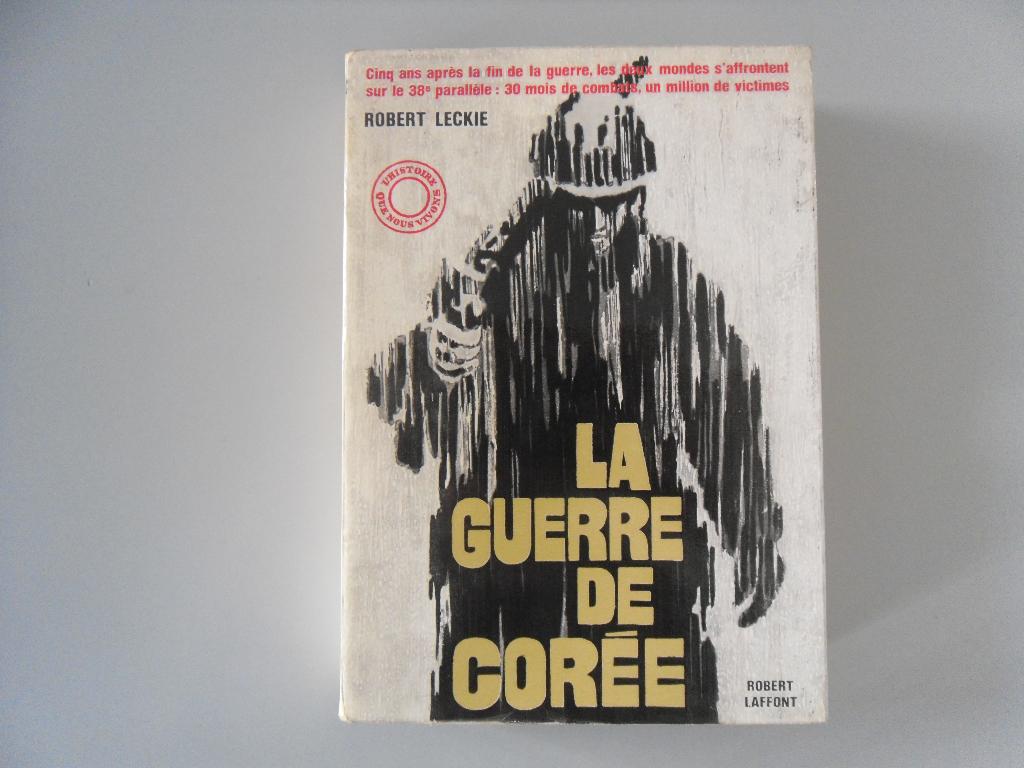 Cinq ans après la fin de la guerre, les deux mondes s'affrontent
sur le 38e parallèle : 30 mois de combats, un million de victimes
ROBERT LECKIE
L'HISTOIRE
QUE NOUS VIVONS
LA
GUERRE
DE
CORÉE
ROBERT
LAFFONT